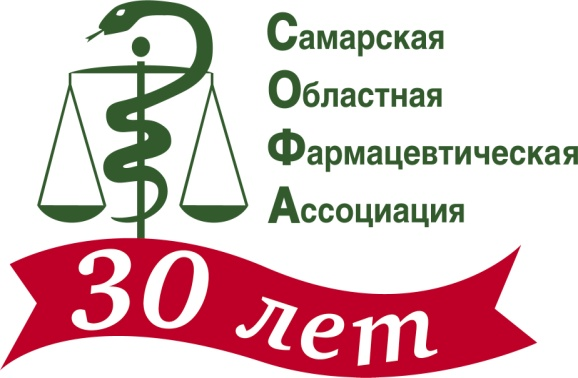 Самарская
Областная
Фармацевтическая
Ассоциация
30 лет